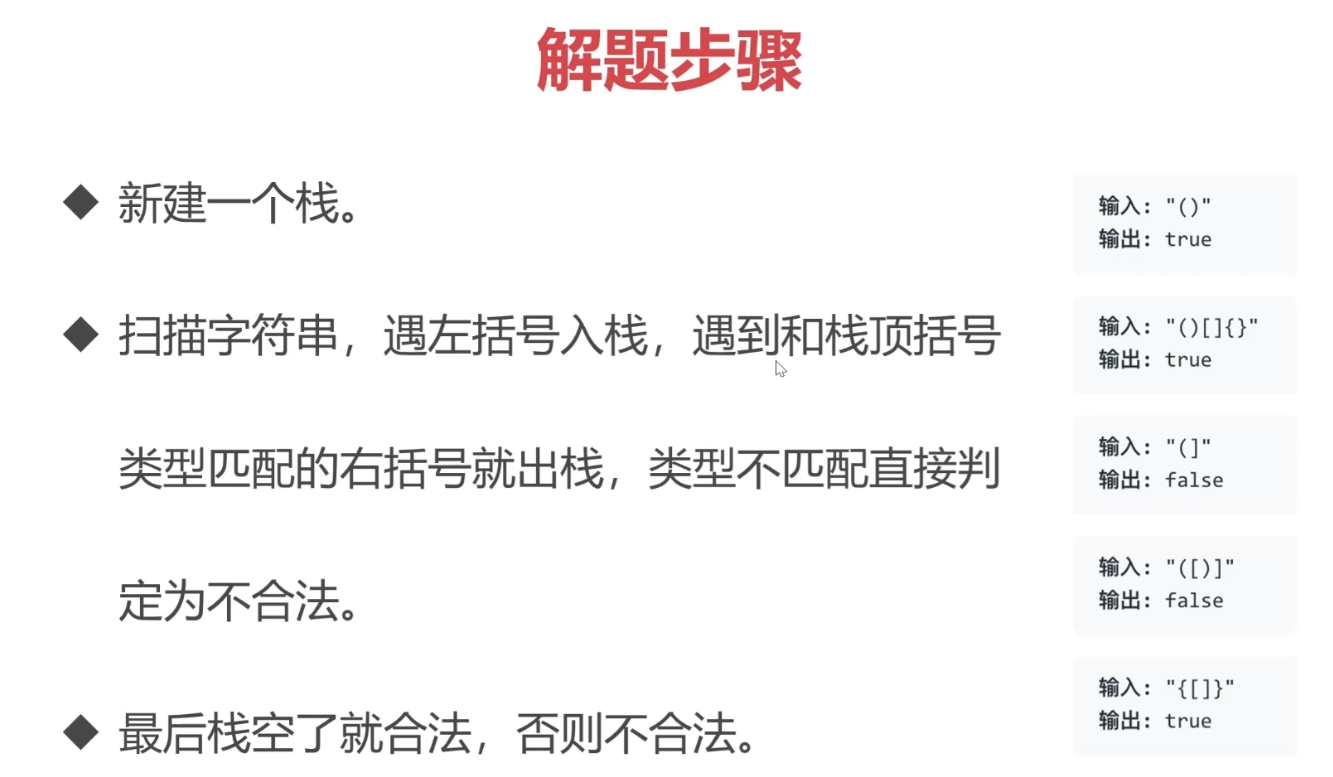 解题步骤
◆ 新建一个栈。
◆ 扫描字符串，遇左括号入栈，遇到和栈顶括号
类型匹配的右括号就出栈，类型不匹配直接判
定为不合法。
◆ 最后栈空了就合法，否则不合法。
输入: "()"
输出: true
输入: "()[]{}"
输出: true
输入: "(]"
输出: false
输入: "([)]"
输出: false
输入: "{[]}"
输出: true